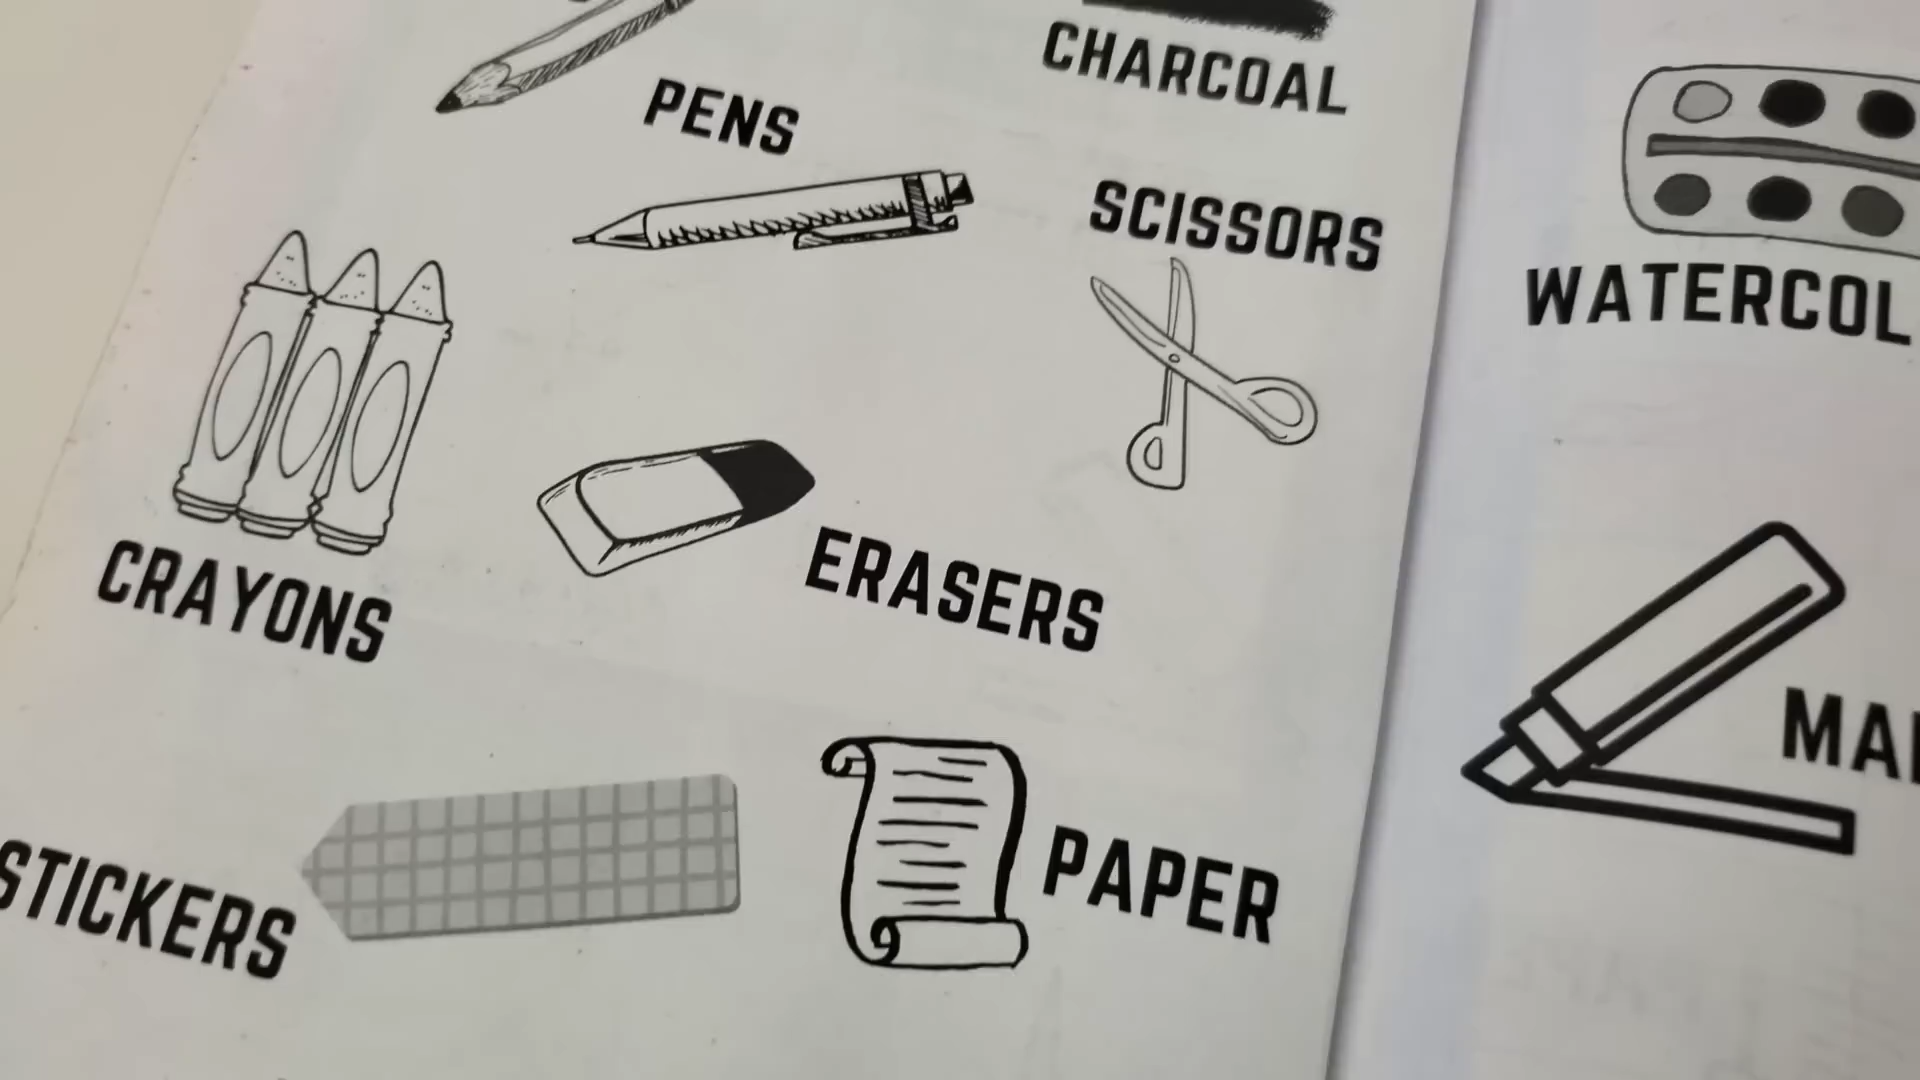 CHARCOAL
PENS
SCISSORS
WATERCOL
CRAYONS
ERASERS
MA
STICKERS
PAPER